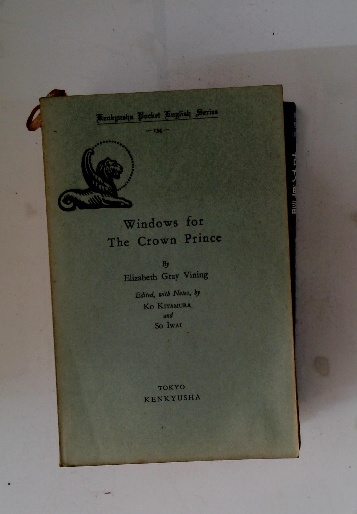 Kenkyusha Pocket English Series
— 134 —
Windows for
The Crown Prince
By
Elizabeth Gray Vining
Edited, with Notes, by
KO KITAMURA
and
SO IWAI
TOKYO
KENKYUSHA